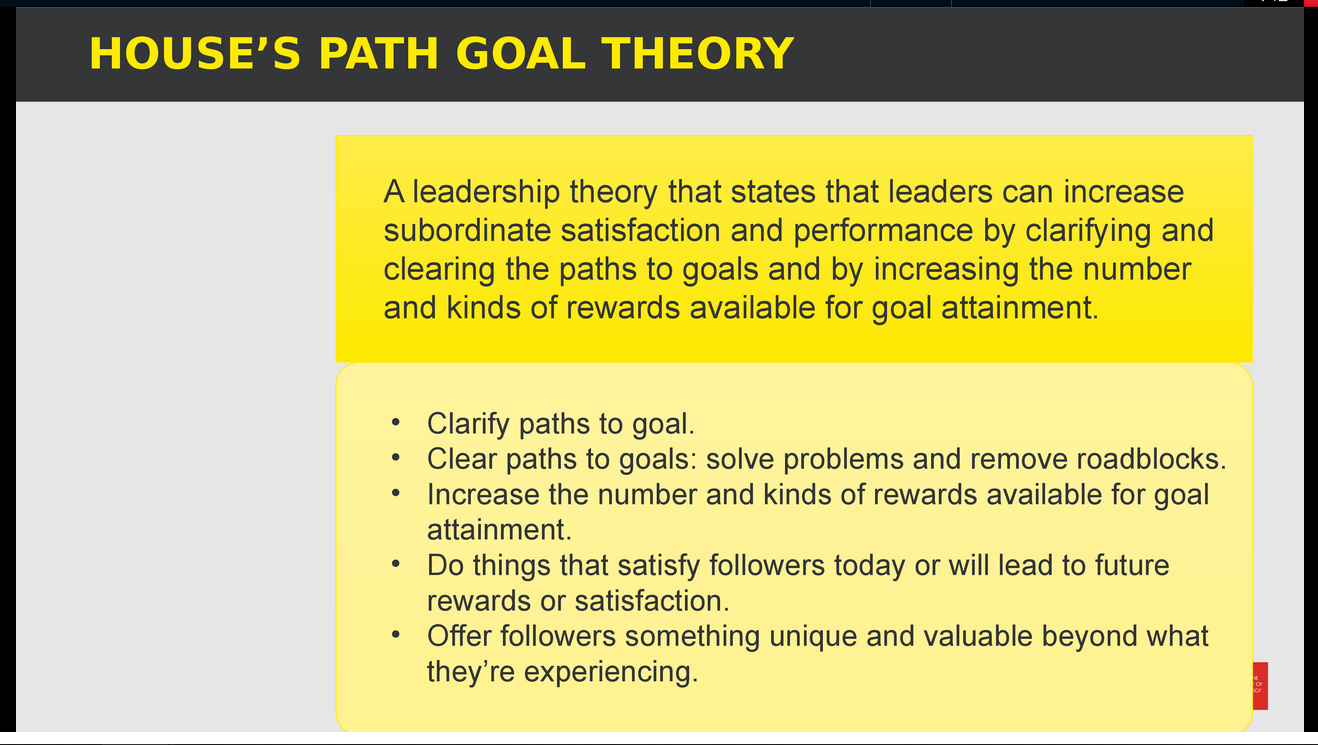 HOUSE’S PATH GOAL THEORY
A leadership theory that states that leaders can increase
subordinate satisfaction and performance by clarifying and
clearing the paths to goals and by increasing the number
and kinds of rewards available for goal attainment.
• Clarify paths to goal.
• Clear paths to goals: solve problems and remove roadblocks.
• Increase the number and kinds of rewards available for goal
attainment.
• Do things that satisfy followers today or will lead to future
rewards or satisfaction.
• Offer followers something unique and valuable beyond what
they’re experiencing.